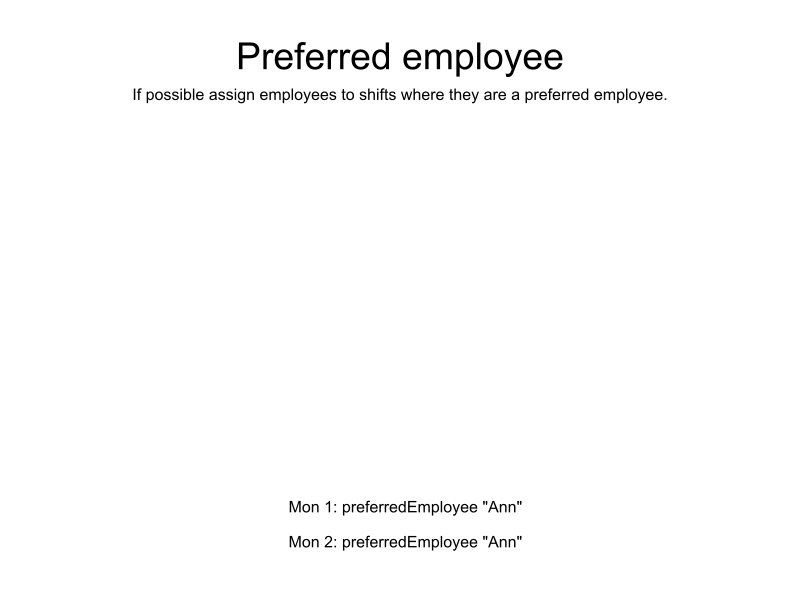 Preferred employee
If possible assign employees to shifts where they are a preferred employee.
Mon 1: preferredEmployee "Ann"
Mon 2: preferredEmployee "Ann"